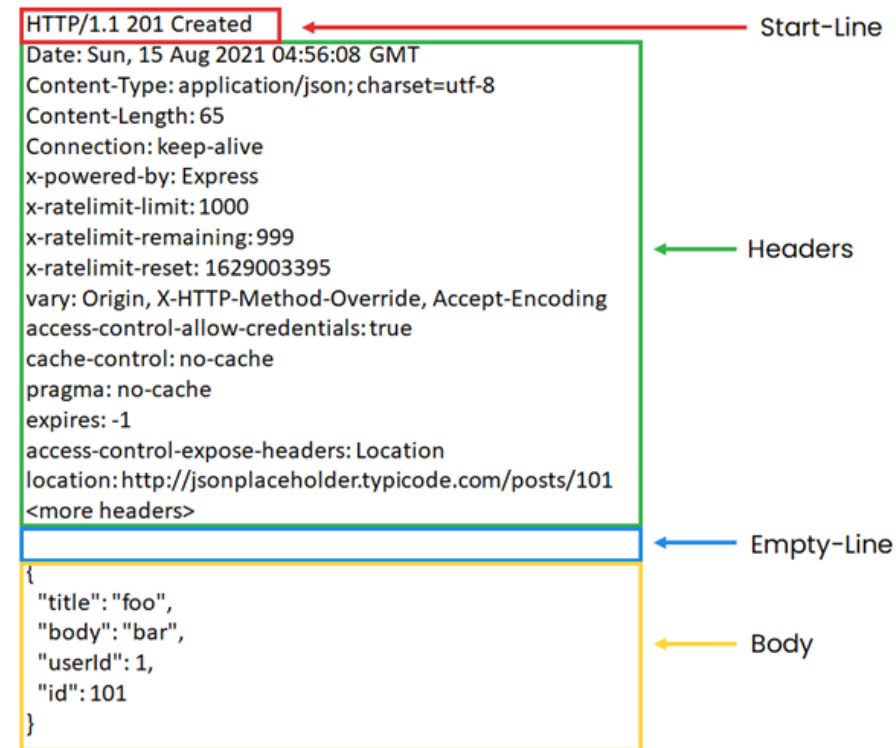 HTTP/1.1 201 Created
Start-Line
Date: Sun, 15 Aug 2021 04:56:08 GMT
Content-Type: application/json; charset=utf-8
Content-Length: 65
Connection: keep-alive
x-powered-by: Express
x-ratelimit-limit: 1000
x-ratelimit-remaining: 999
x-ratelimit-reset: 1629003395
vary: Origin, X-HTTP-Method-Override, Accept-Encoding
access-control-allow-credentials: true
cache-control: no-cache
pragma: no-cache
expires: -1
access-control-expose-headers: Location
location: http://jsonplaceholder.typicode.com/posts/101
<more headers>
Headers
Empty-Line
{
"title": "foo",
"body": "bar",
"userId": 1,
"id": 101
}
Body